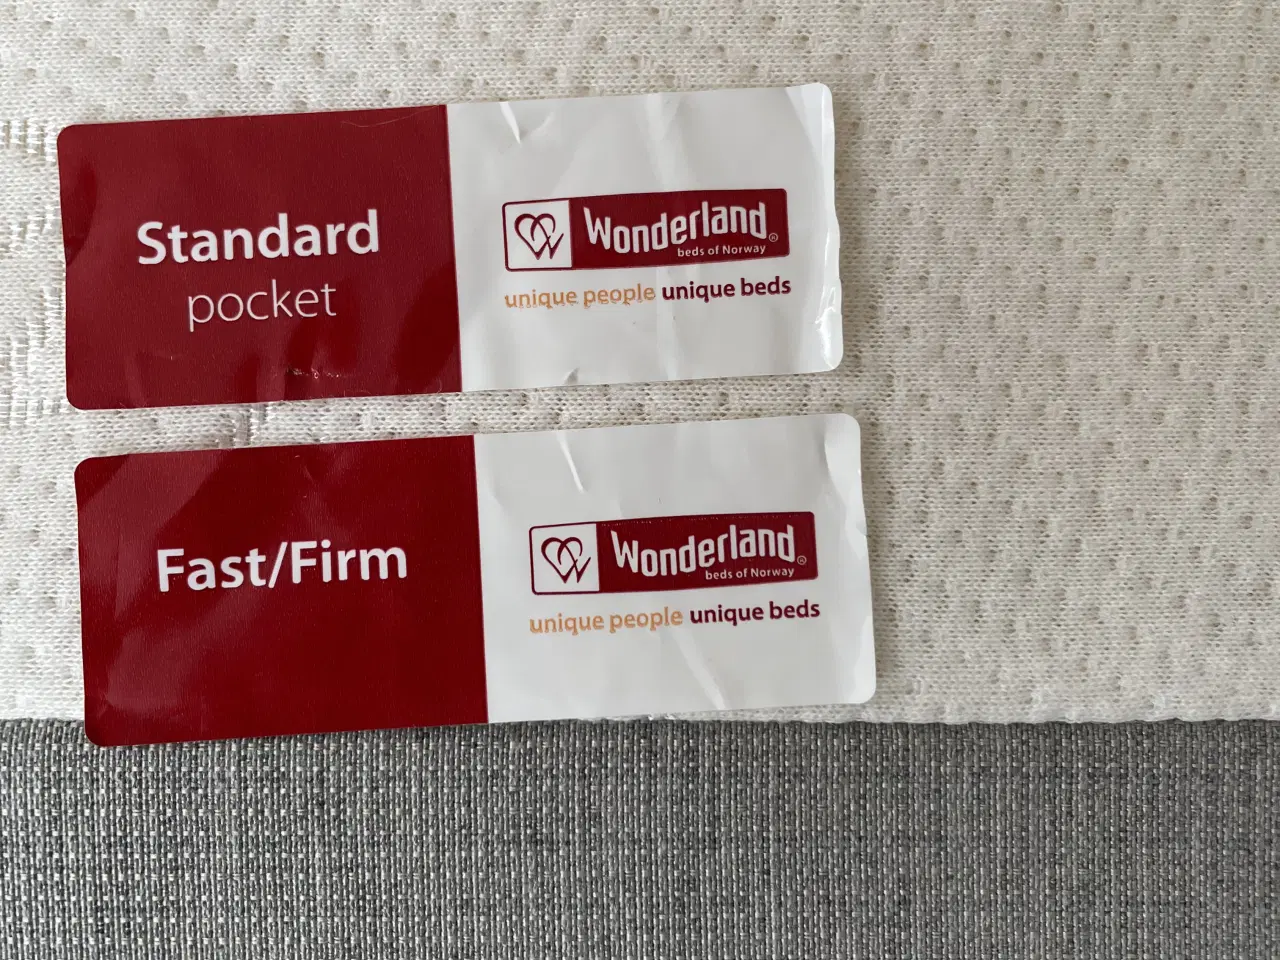 Standard
pocket
Wonderland®
beds of Norway
unique people unique beds
Fast/Firm
Wonderland®
beds of Norway
unique people unique beds